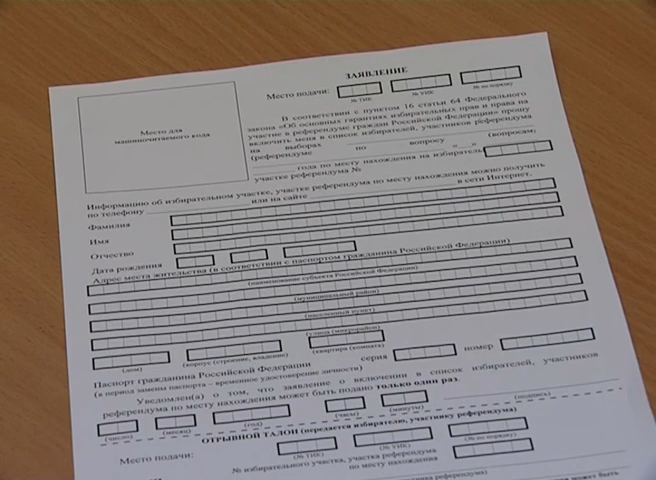 ЗАЯВЛЕНИЕ
Место подачи:
№ ТИК
№ УИК
№ по порядку
Место для
машиночитаемого кода
В соответствии с пунктом 16 статьи 64 Федерального
закона «Об основных гарантиях избирательных прав и права на
участие в референдуме граждан Российской Федерации» прошу
включить меня в список избирателей, участников референдума
на выборах
(референдуме по вопросу (вопросам)
года по месту нахождения на избирательном
участке референдума №
Информацию об избирательном участке, участке референдума по месту нахождения можно получить
по телефону или на сайте в сети Интернет.
Фамилия
Имя
Отчество
Дата рождения
Адрес места жительства (в соответствии с паспортом гражданина Российской Федерации)
(наименование субъекта Российской Федерации)
(муниципальный район)
(населенный пункт)
(улица (микрорайон)
(дом)
(корпус (строение, владение)
(квартира (комната)
Паспорт гражданина Российской Федерации серия номер
(в период замены паспорта – временное удостоверение личности)
Уведомлен(а) о том, что заявление о включении в список избирателей, участников
референдума по месту нахождения может быть подано только один раз.
(число)
(месяц)
(год)
(часы)
(минуты)
(подпись)
ОТРЫВНОЙ ТАЛОН (передается избирателю, участнику референдума)
Место подачи:
(№ ТИК)
(№ УИК)
(№ по порядку)
№ избирательного участка, участка референдума
по месту нахождения